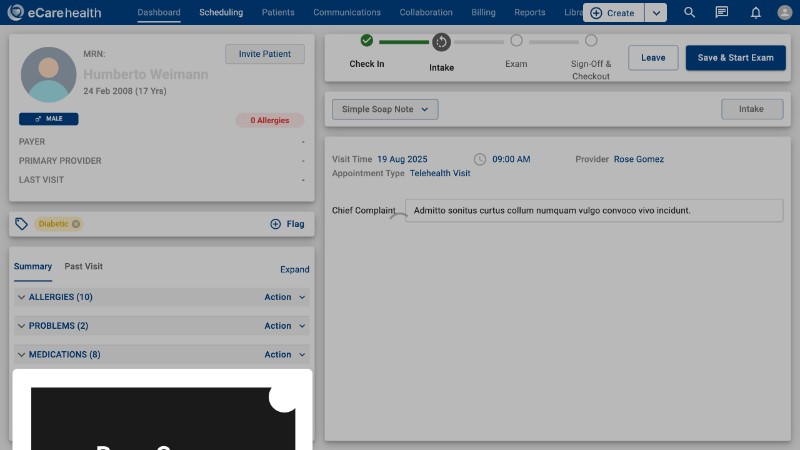 eCarehealth
Dashboard Scheduling Patients Communications Collaboration Billing Reports
Create
MRN:
Invite Patient
Humberto Weimann
24 Feb 2008 (17 Yrs)
MALE
0 Allergies
PAYER -
PRIMARY PROVIDER -
LAST VISIT -
Diabetic
Flag
Summary Past Visit Expand
ALLERGIES (10) Action
PROBLEMS (2) Action
MEDICATIONS (8) Action
Check In
Intake
Exam
Sign-Off &
Checkout
Leave
Save & Start Exam
Simple Soap Note
Intake
Visit Time 19 Aug 2025 09:00 AM Provider Rose Gomez
Appointment Type Telehealth Visit
Chief Complaint Admitto sonitus curtus collum numquam vulgo convoco vivo incidunt.